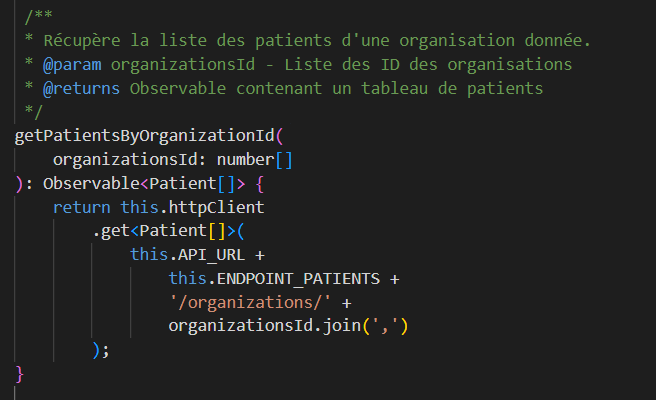 /**
* Récupère la liste des patients d'une organisation donnée.
* @param organizationsId - Liste des ID des organisations
* @returns Observable contenant un tableau de patients
*/
getPatientsByOrganizationId(
organizationsId: number[]
): Observable<Patient[]> {
return this.httpClient
.get<Patient[]>(
this.API_URL +
this.ENDPOINT_PATIENTS +
'/organizations/' +
organizationsId.join(',')
);
}